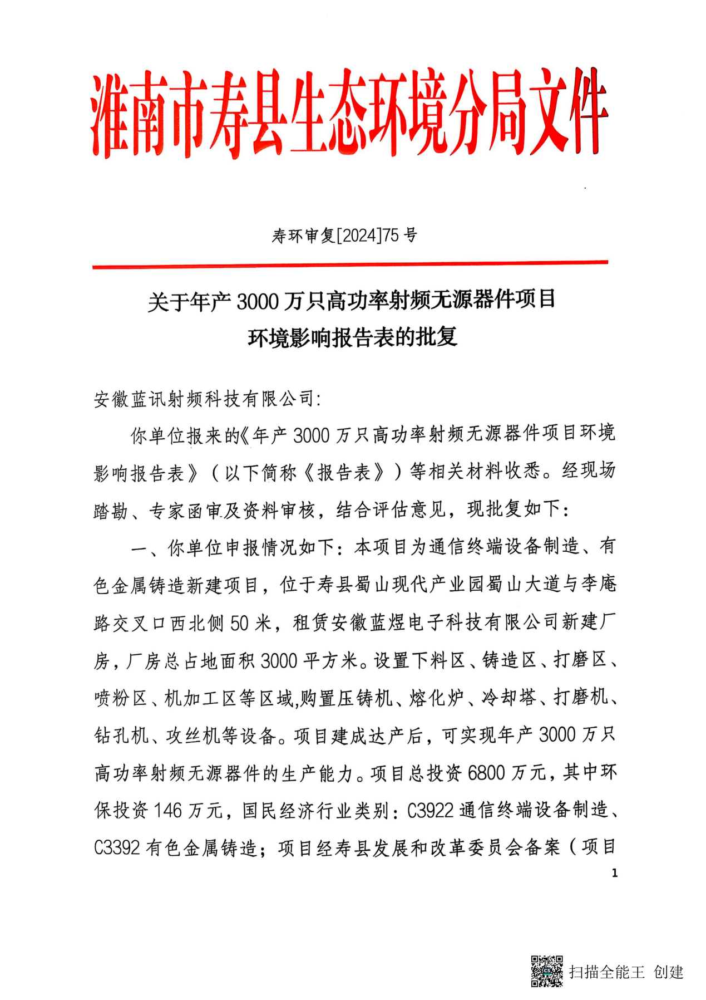 淮南市寿县生态环境分局文件
寿环审复[2024]75 号
关于年产 3000 万只高功率射频无源器件项目
环境影响报告表的批复
安徽蓝讯射频科技有限公司：
你单位报来的《年产 3000 万只高功率射频无源器件项目环境
影响报告表》（以下简称《报告表》）等相关材料收悉。经现场
踏勘、专家函审及资料审核，结合评估意见，现批复如下：
一、你单位申报情况如下：本项目为通信终端设备制造、有
色金属铸造新建项目，位于寿县蜀山现代产业园蜀山大道与李庵
路交叉口西北侧 50 米，租赁安徽蓝煜电子科技有限公司新建厂
房，厂房总占地面积 3000 平方米。设置下料区、铸造区、打磨区、
喷粉区、机加工区等区域,购置压铸机、熔化炉、冷却塔、打磨机、
钻孔机、攻丝机等设备。项目建成达产后，可实现年产 3000 万只
高功率射频无源器件的生产能力。项目总投资 6800 万元，其中环
保投资 146 万元，国民经济行业类别：C3922 通信终端设备制造、
C3392 有色金属铸造；项目经寿县发展和改革委员会备案（项目
1
扫描全能王 创建